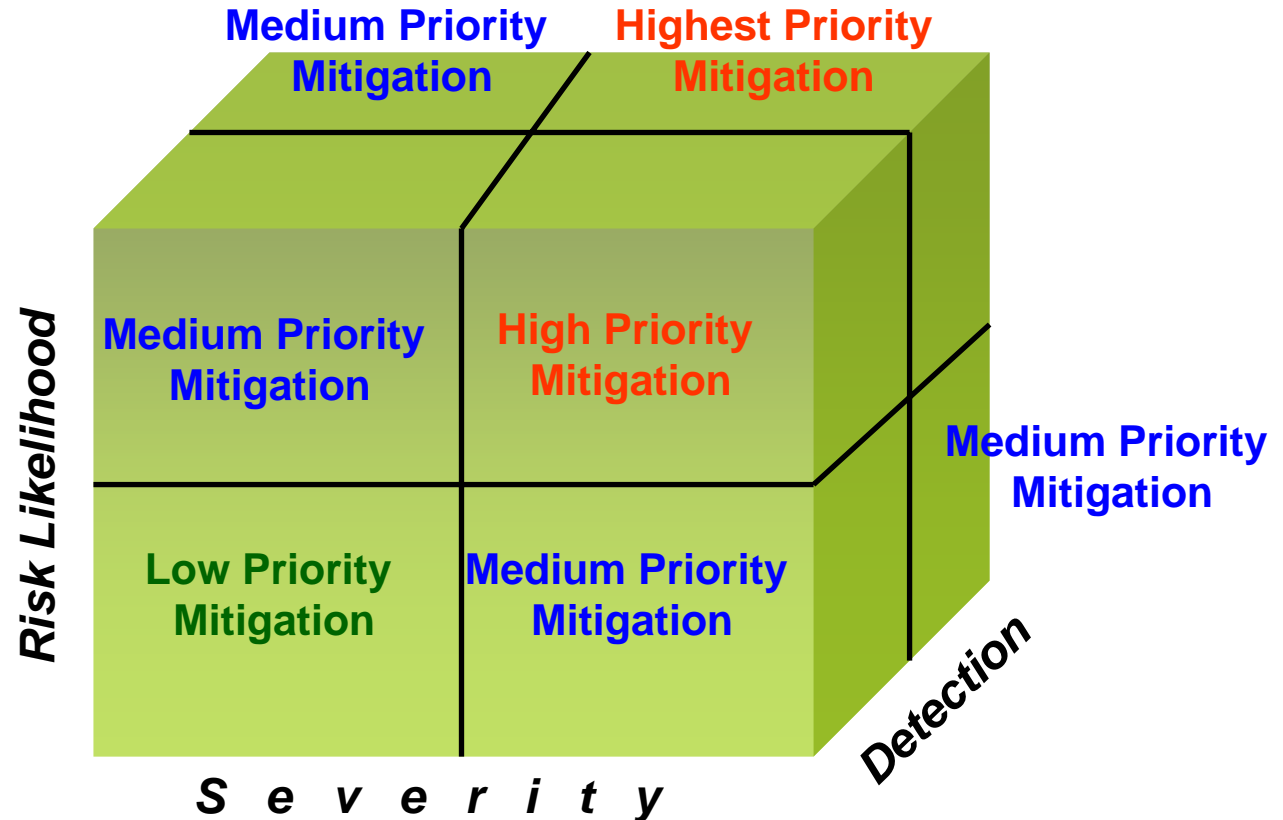 Medium Priority
Mitigation
Highest Priority
Mitigation
Medium Priority
Mitigation
High Priority
Mitigation
Medium Priority
Mitigation
Low Priority
Mitigation
Medium Priority
Mitigation
Risk Likelihood
Detection
S e v e r i t y